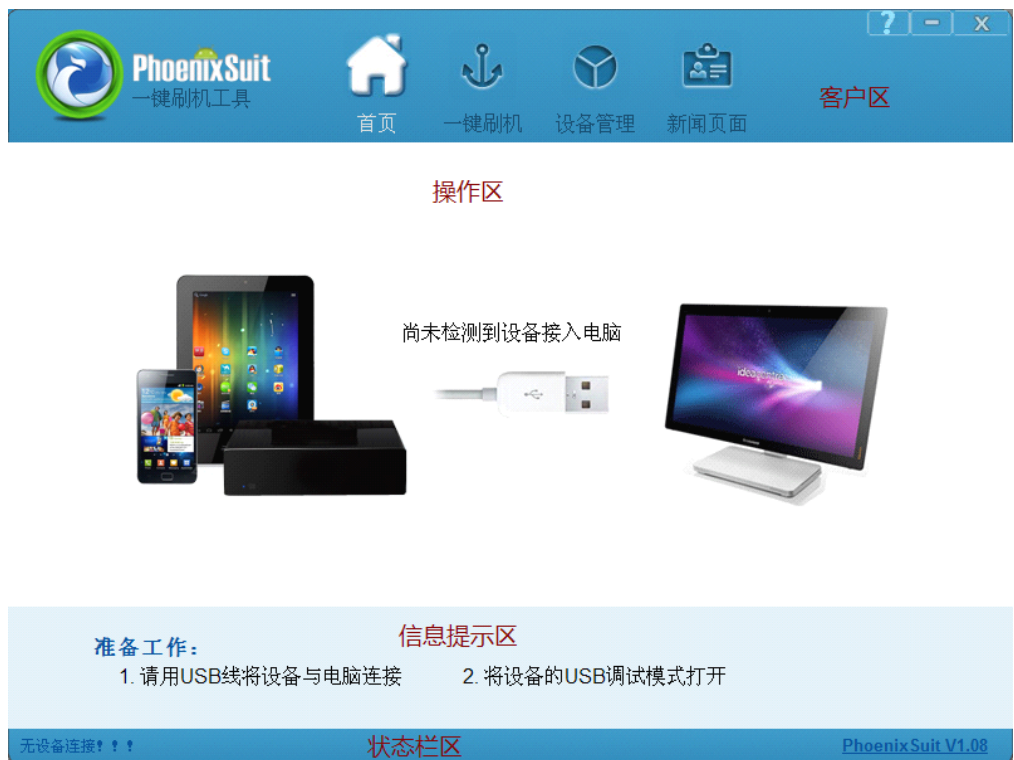 ? – X
PhoenixSuit
一键刷机工具
首页 一键刷机 设备管理 新闻页面
客户区
操作区
尚未检测到设备接入电脑
信息提示区
准备工作:
1. 请用USB线将设备与电脑连接 2. 将设备的USB调试模式打开
无设备连接!!!
状态栏区
PhoenixSuit V1.08